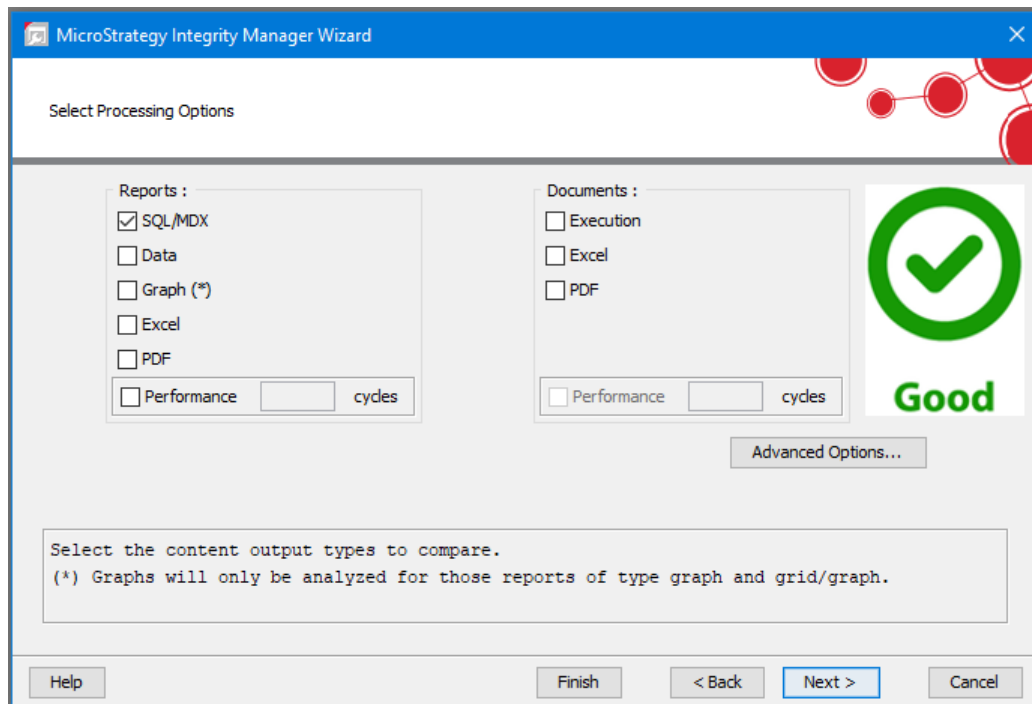 MicroStrategy Integrity Manager Wizard
Select Processing Options
Reports :
SQL/MDX
Data
Graph (*)
Excel
PDF
Performance cycles
Documents :
Execution
Excel
PDF
Performance cycles
Good
Advanced Options...
Select the content output types to compare.
(*) Graphs will only be analyzed for those reports of type graph and grid/graph.
Help Finish < Back Next > Cancel